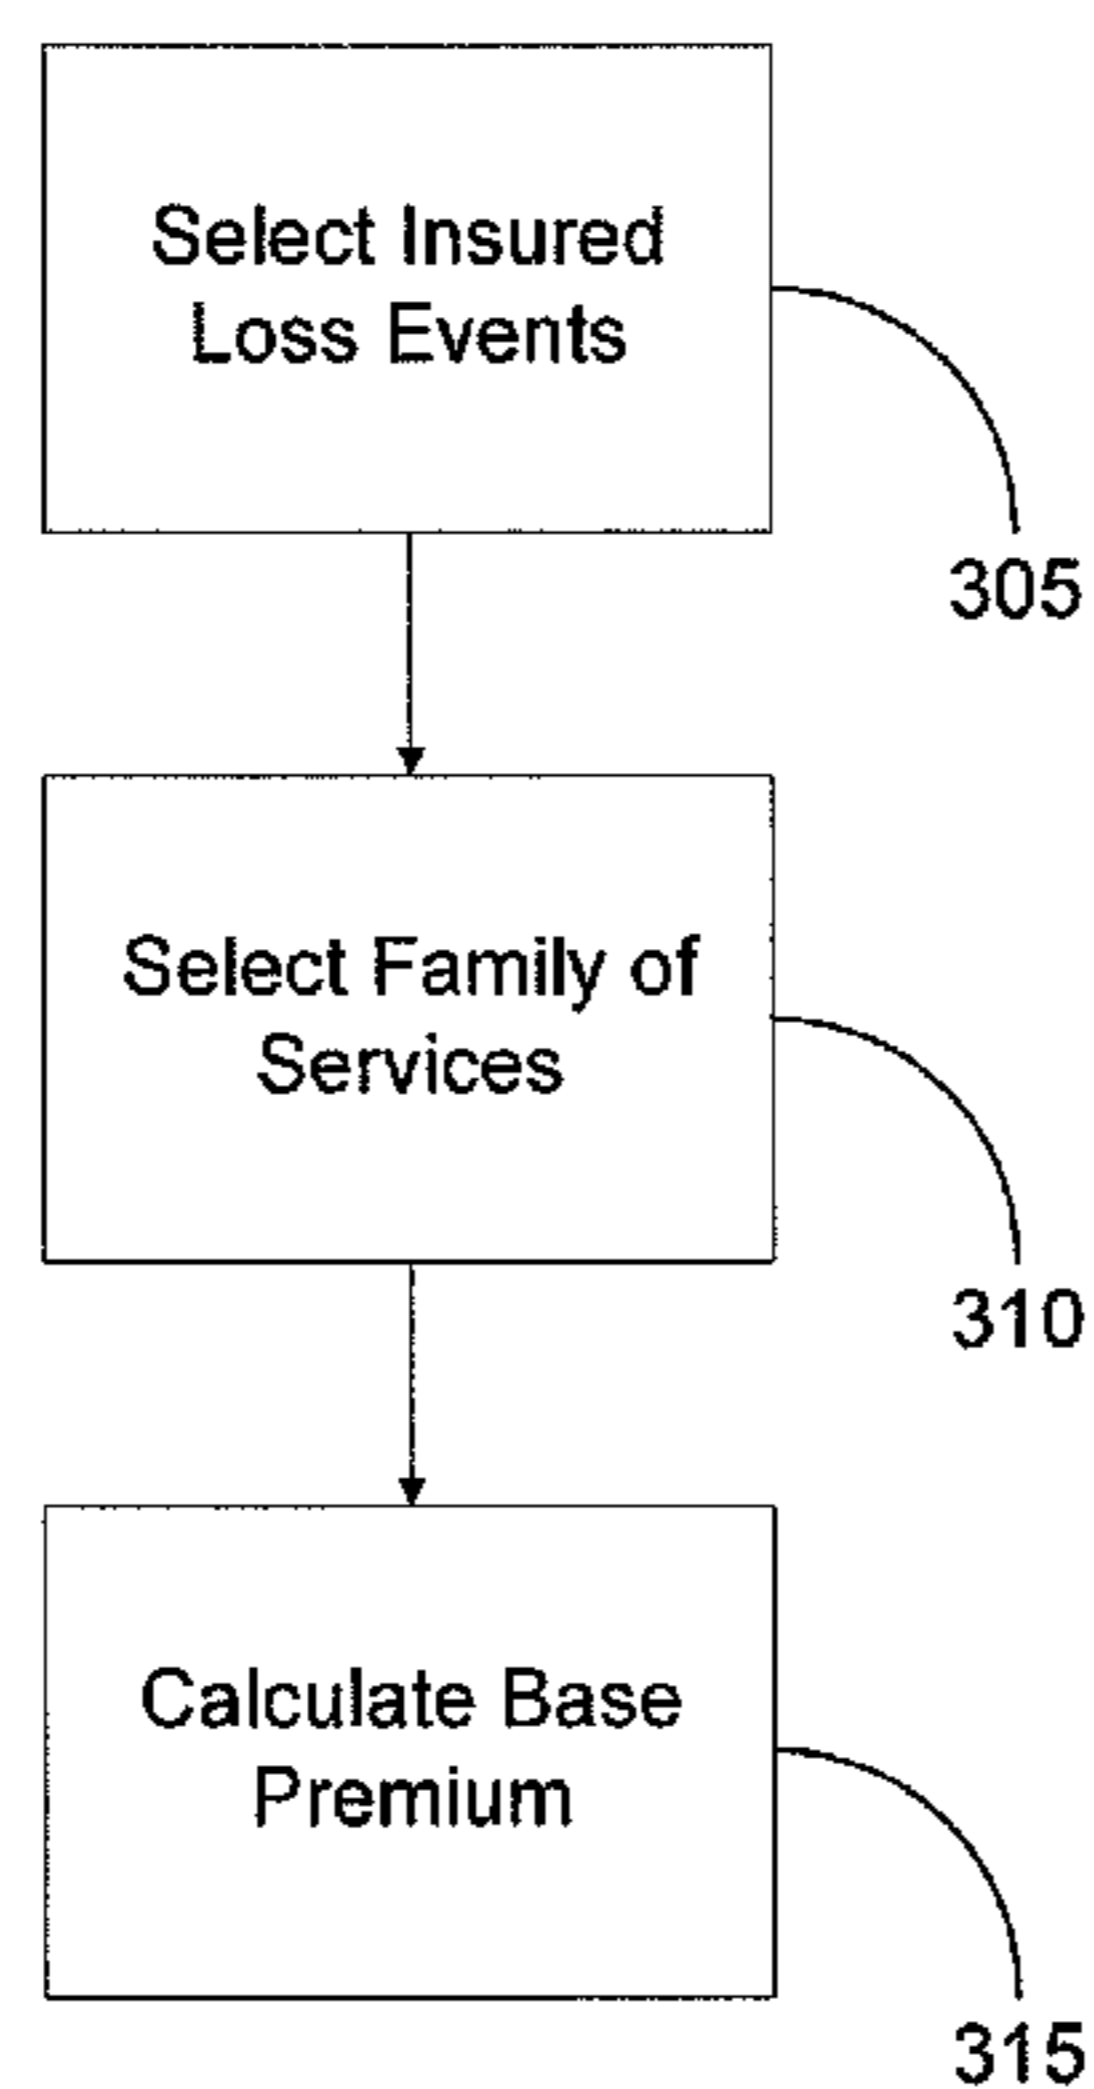 Select Insured
Loss Events
305
Select Family of
Services
310
Calculate Base
Premium
315